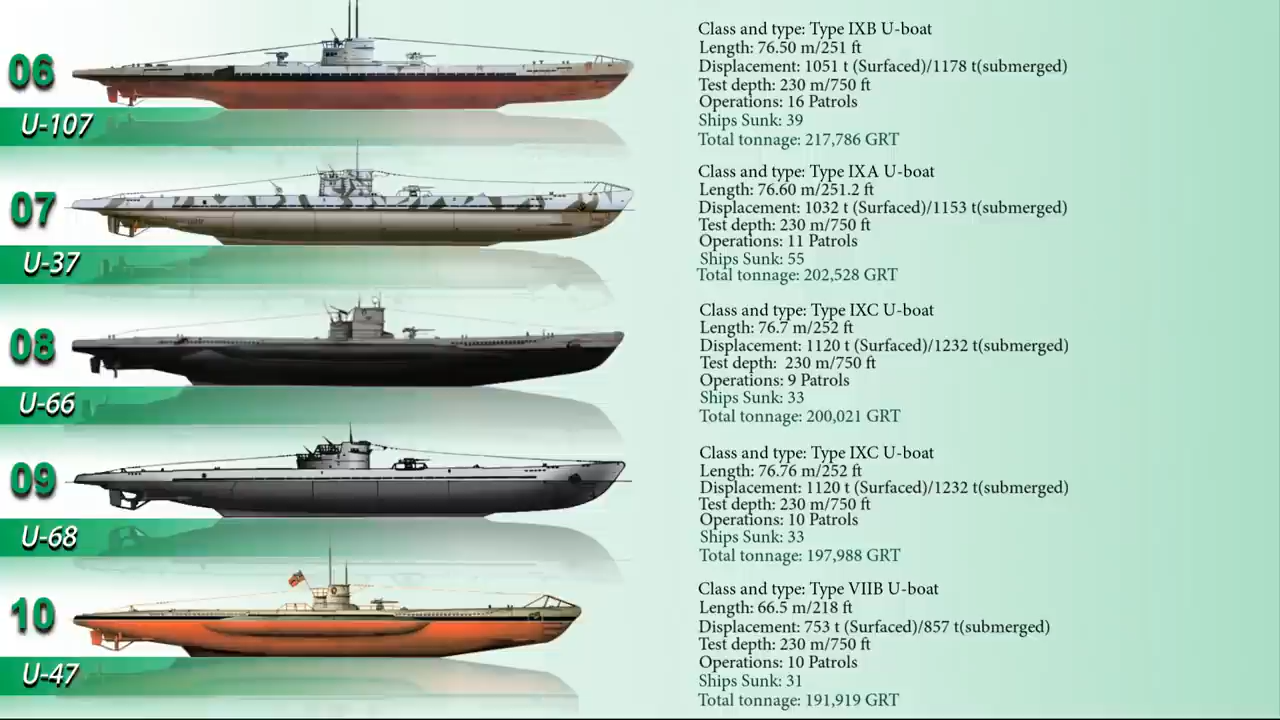 06
U-107
Class and type: Type IXB U-boat
Length: 76.50 m/251 ft
Displacement: 1051 t (Surfaced)/1178 t(submerged)
Test depth: 230 m/750 ft
Operations: 16 Patrols
Ships Sunk: 39
Total tonnage: 217,786 GRT
07
U-37
Class and type: Type IXA U-boat
Length: 76.60 m/251.2 ft
Displacement: 1032 t (Surfaced)/1153 t(submerged)
Test depth: 230 m/750 ft
Operations: 11 Patrols
Ships Sunk: 55
Total tonnage: 202,528 GRT
08
U-66
Class and type: Type IXC U-boat
Length: 76.7 m/252 ft
Displacement: 1120 t (Surfaced)/1232 t(submerged)
Test depth:  230 m/750 ft
Operations: 9 Patrols
Ships Sunk: 33
Total tonnage: 200,021 GRT
09
U-68
Class and type: Type IXC U-boat
Length: 76.76 m/252 ft
Displacement: 1120 t (Surfaced)/1232 t(submerged)
Test depth: 230 m/750 ft
Operations: 10 Patrols
Ships Sunk: 33
Total tonnage: 197,988 GRT
10
U-47
Class and type: Type VIIB U-boat
Length: 66.5 m/218 ft
Displacement: 753 t (Surfaced)/857 t(submerged)
Test depth: 230 m/750 ft
Operations: 10 Patrols
Ships Sunk: 31
Total tonnage: 191,919 GRT